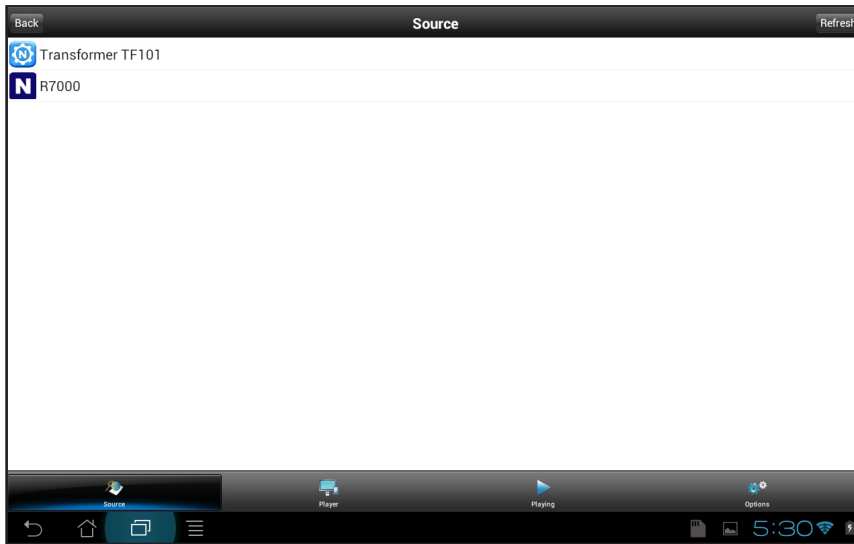 Back Source Refresh
N Transformer TF101
N R7000
Source Player Playing Options
5:30